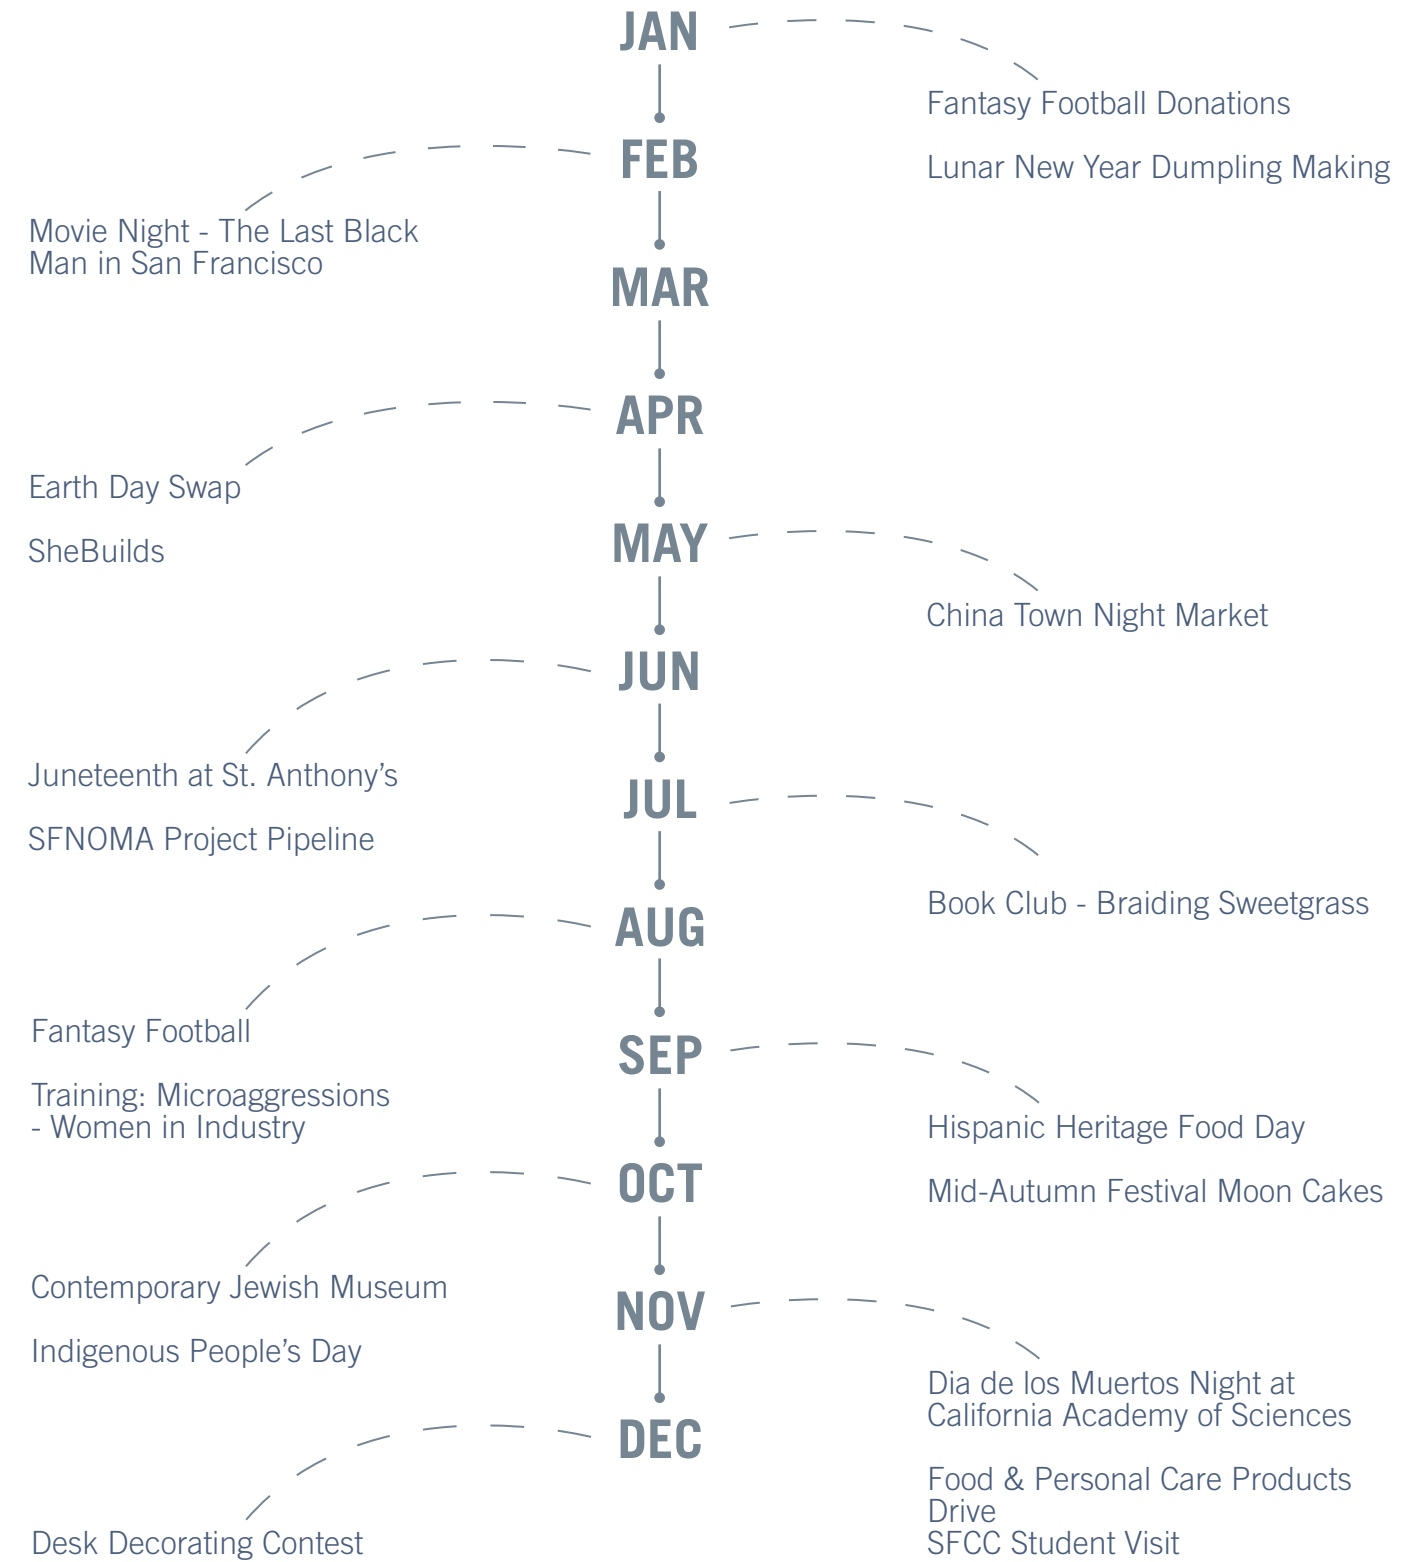 JAN
Fantasy Football Donations
Lunar New Year Dumpling Making
FEB
Movie Night - The Last Black
Man in San Francisco
MAR
APR
Earth Day Swap
SheBuilds
MAY
China Town Night Market
JUN
Juneteenth at St. Anthony’s
SFNOMA Project Pipeline
JUL
Book Club - Braiding Sweetgrass
AUG
Fantasy Football
Training: Microaggressions
- Women in Industry
SEP
Hispanic Heritage Food Day
Mid-Autumn Festival Moon Cakes
OCT
Contemporary Jewish Museum
Indigenous People’s Day
NOV
Dia de los Muertos Night at
California Academy of Sciences
Food & Personal Care Products
Drive
SFCC Student Visit
DEC
Desk Decorating Contest